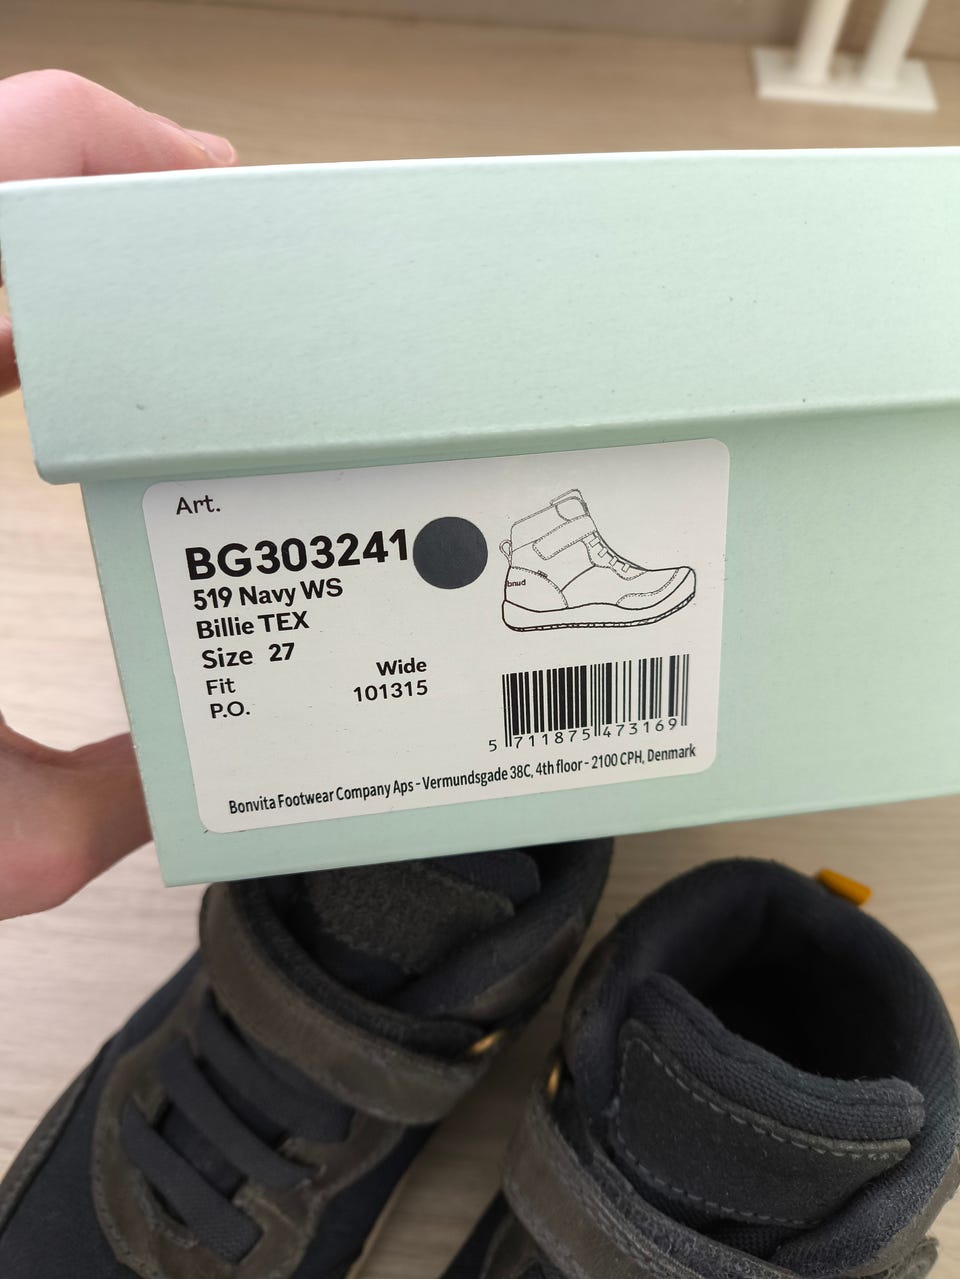 Art.
BG303241
519 Navy WS
Billie TEX
Size 27
Fit Wide
P.O. 101315
bnud
5 711875 473169
Bonvita Footwear Company Aps - Vermundsgade 38C, 4th floor - 2100 CPH, Denmark